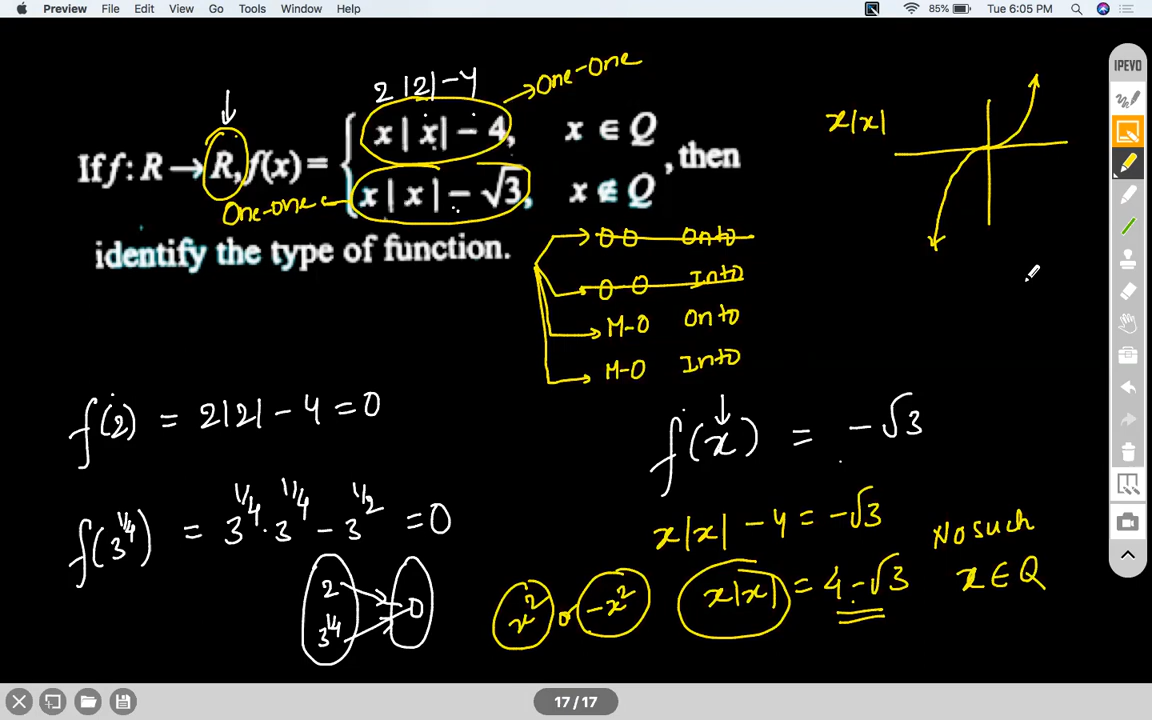 Preview File Edit View Go Tools Window Help 85% Tue 6:05 PM
IPEVO
2 |2| - 4
One-One
If f : R → R, f(x) = { x | x | - 4, x ∈ Q
x | x | - √3, x ∉ Q , then
One-one
identify the type of function.
x|x|
O O Onto
O O Into
M-O Onto
M-O Into
f(2) = 2|2| - 4 = 0
f(3^1/4) = 3^1/4 · 3^1/4 - 3^1/2 = 0
2
3^1/4
0
f(x) = -√3
x|x| - 4 = -√3
x² or -x² x|x| = 4 - √3
No such
x ∈ Q
17/17